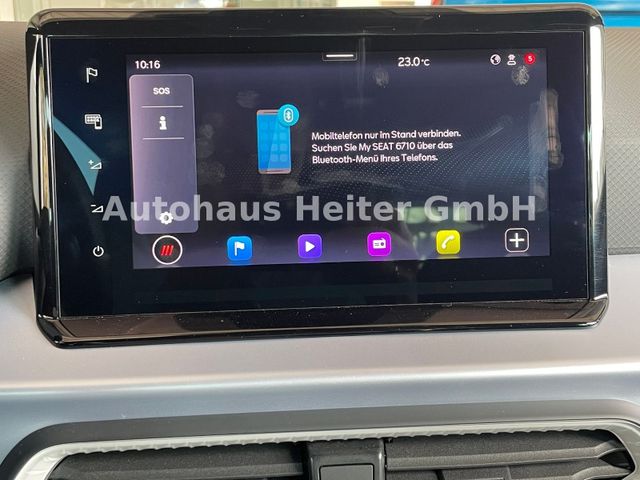 10:16
23.0°C
5
SOS
Mobiltelefon nur im Stand verbinden.
Suchen Sie My SEAT 6710 über das
Bluetooth-Menü Ihres Telefons.
Autohaus Heiter GmbH